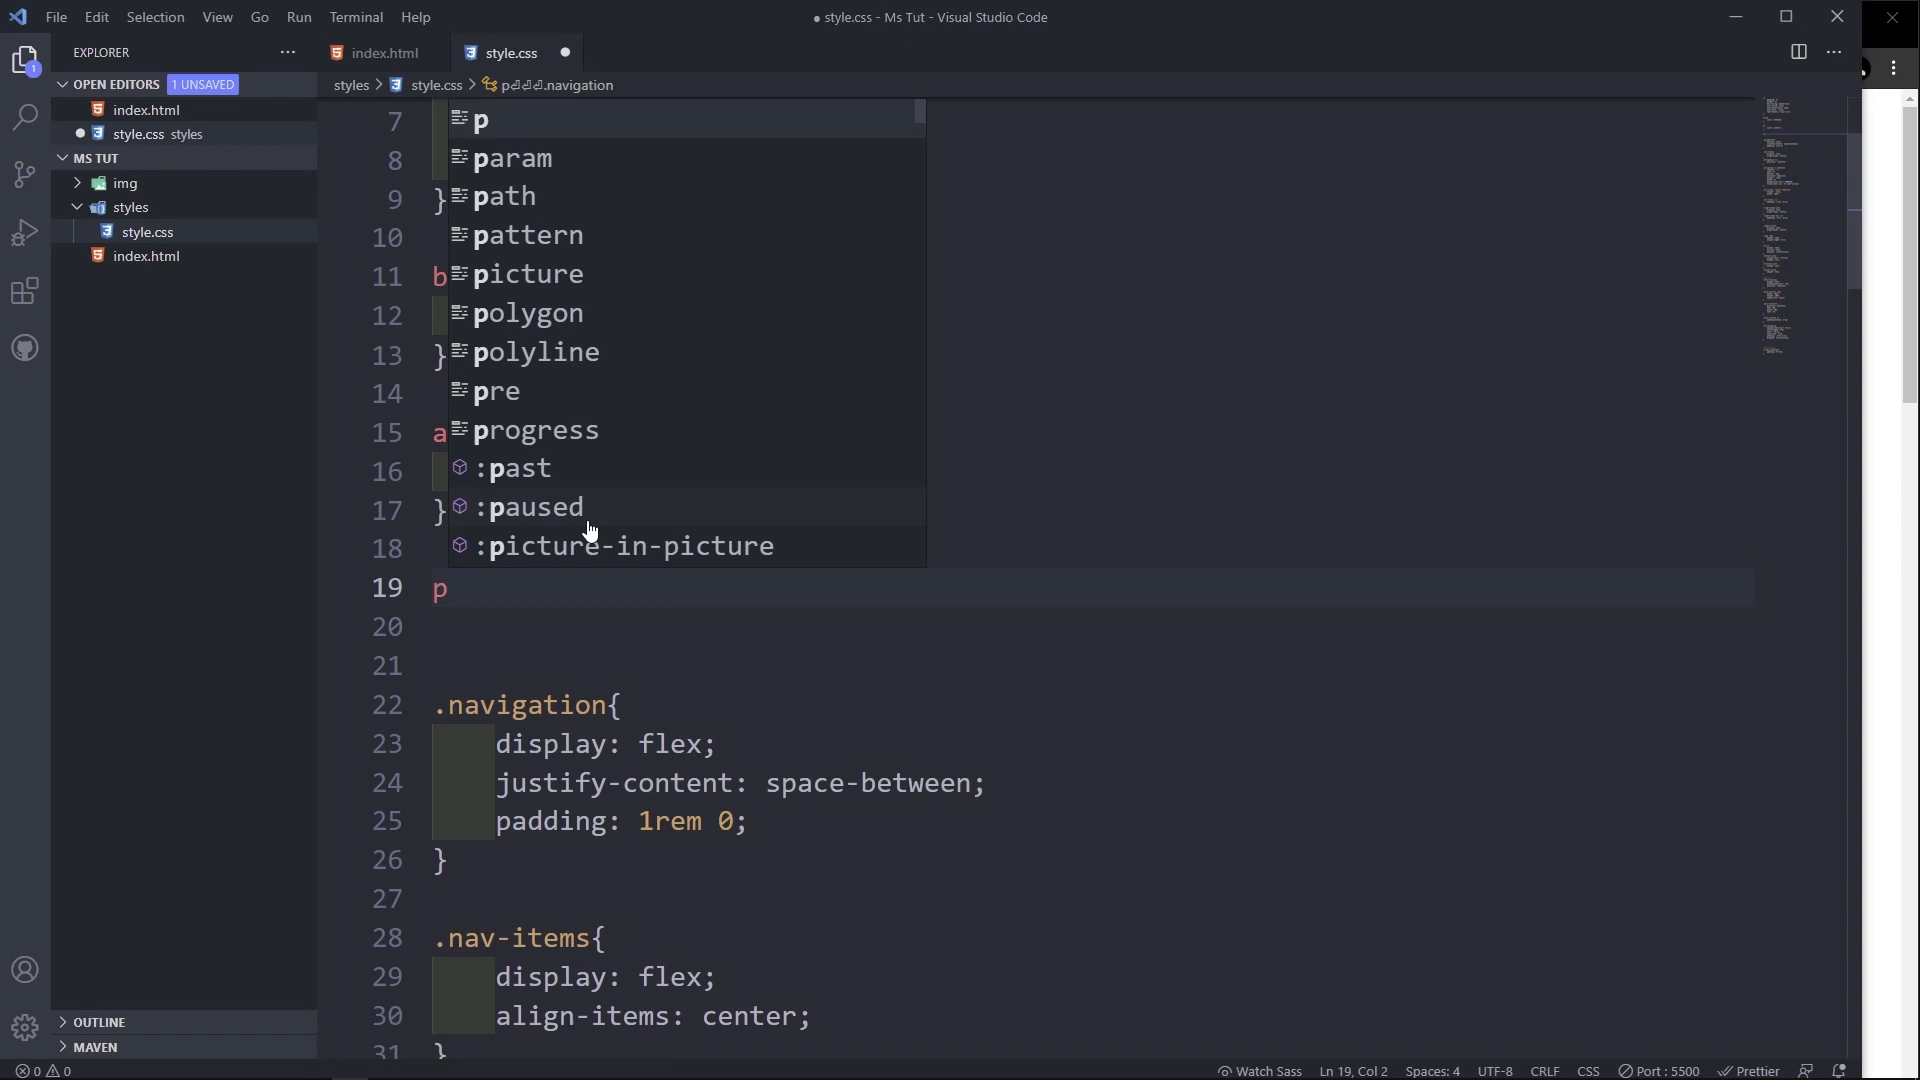 File Edit Selection View Go Run Terminal Help
● style.css - Ms Tut - Visual Studio Code
EXPLORER
index.html
style.css
OPEN EDITORS 1 UNSAVED
styles > style.css > p⏎⏎⏎.navigation
index.html
style.css styles
MS TUT
img
styles
style.css
index.html
7
8
9 }
10
11 b
12
13 }
14
15 a
16
17 }
18
p
param
path
pattern
picture
polygon
polyline
pre
progress
:past
:paused
:picture-in-picture
19 p
20
21
22 .navigation{
23 display: flex;
24 justify-content: space-between;
25 padding: 1rem 0;
26 }
27
28 .nav-items{
29 display: flex;
30 align-items: center;
31 }
OUTLINE
MAVEN
1
0 0
Watch Sass Ln 19, Col 2 Spaces: 4 UTF-8 CRLF CSS Port : 5500 Prettier